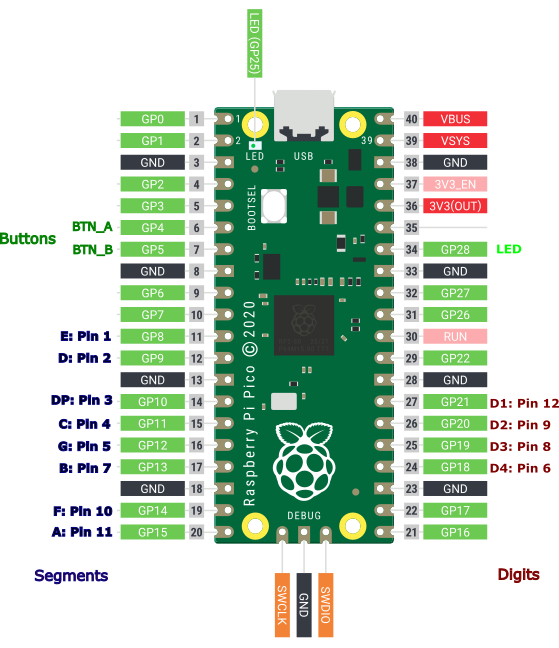 LED (GP25)
GP0 1 1 40 VBUS
GP1 2 2 LED USB 39 39 VSYS
GND 3 38 GND
GP2 4 37 3V3_EN
GP3 5 BOOTSEL 36 3V3(OUT)
BTN_A GP4 6 35
Buttons
BTN_B GP5 7 34 GP28 LED
GND 8 33 GND
GP6 9 32 GP27
GP7 10 31 GP26
E: Pin 1 GP8 11 30 RUN
D: Pin 2 GP9 12 29 GP22
GND 13 28 GND
DP: Pin 3 GP10 14 27 GP21 D1: Pin 12
C: Pin 4 GP11 15 26 GP20 D2: Pin 9
G: Pin 5 GP12 16 25 GP19 D3: Pin 8
B: Pin 7 GP13 17 24 GP18 D4: Pin 6
GND 18 23 GND
F: Pin 10 GP14 19 22 GP17
A: Pin 11 GP15 20 21 GP16
Raspberry Pi Pico © 2020
DEBUG
Segments
Digits
SWCLK
GND
SWDIO